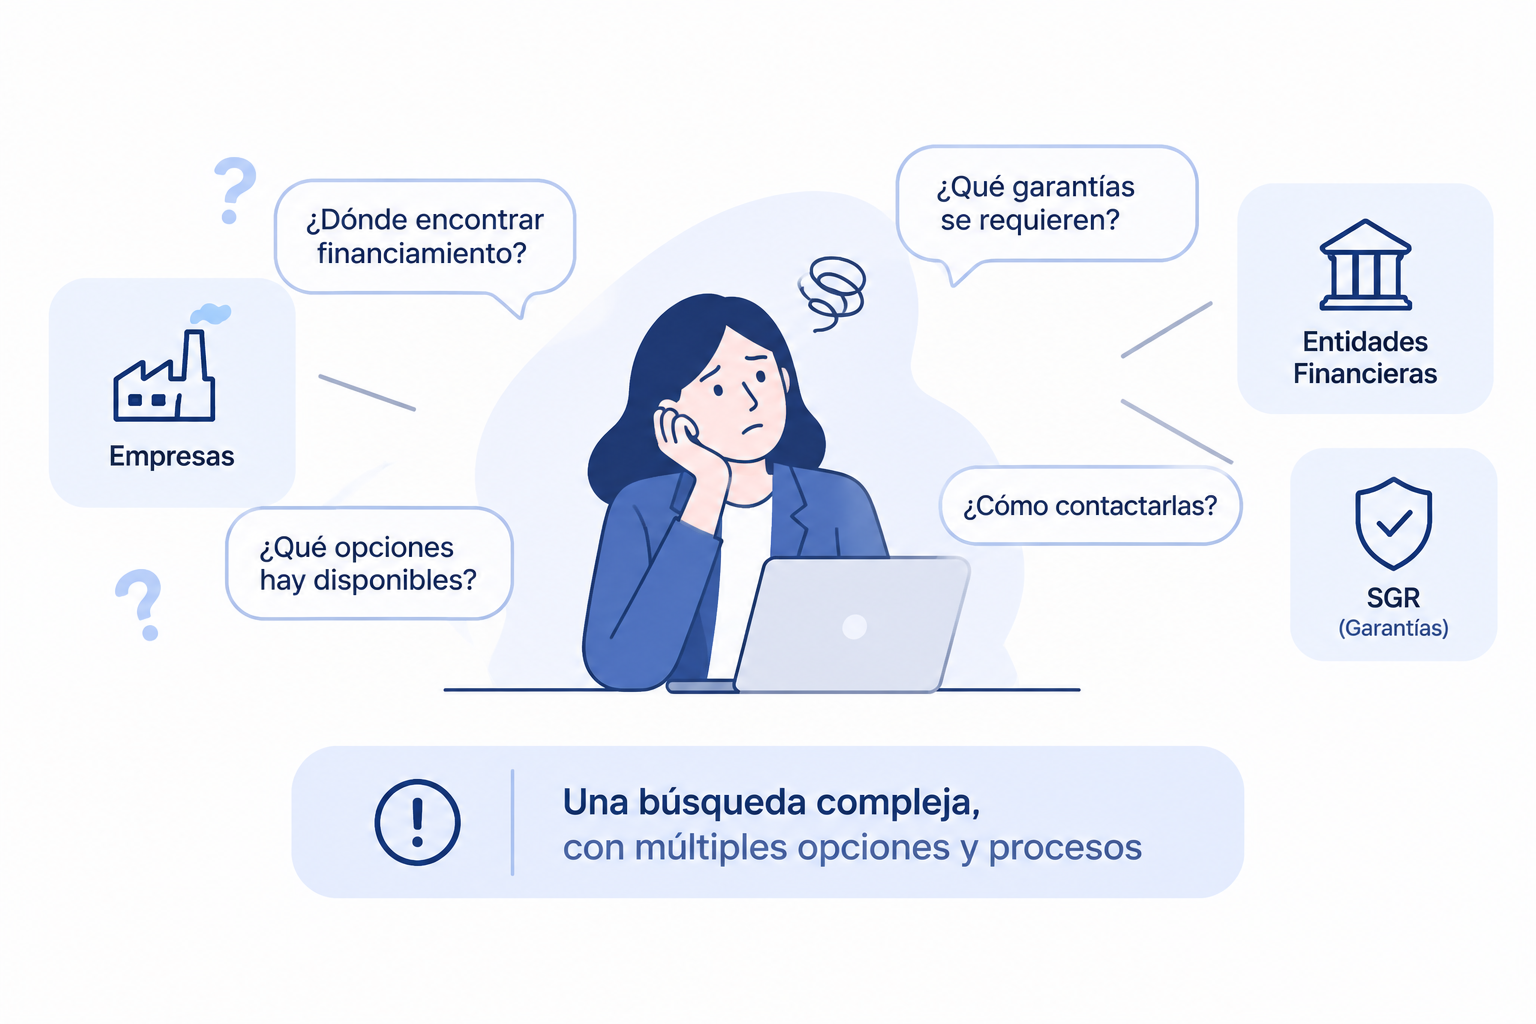 ¿Dónde encontrar
financiamiento?
¿Qué garantías
se requieren?
Entidades
Financieras
Empresas
¿Qué opciones
hay disponibles?
¿Cómo contactarlas?
SGR
(Garantías)
Una búsqueda compleja,
con múltiples opciones y procesos